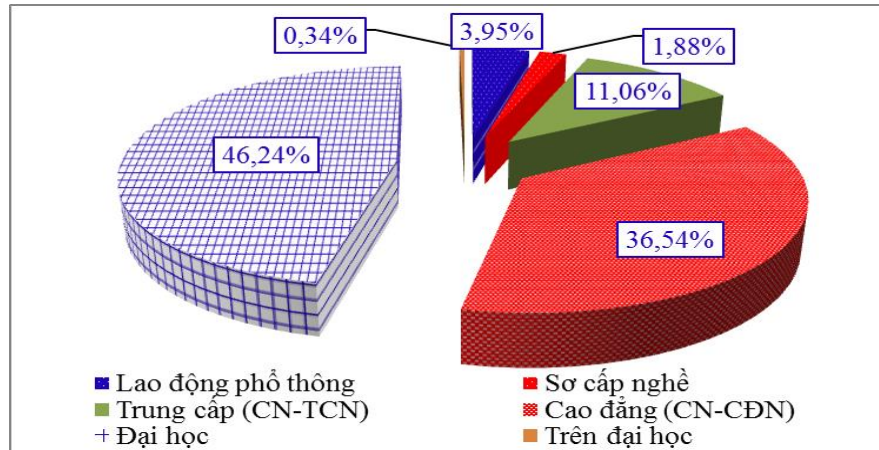 0,34%
3,95%
1,88%
11,06%
46,24%
36,54%
Lao động phổ thông
Sơ cấp nghề
Trung cấp (CN-TCN)
Cao đẳng (CN-CĐN)
Đại học
Trên đại học